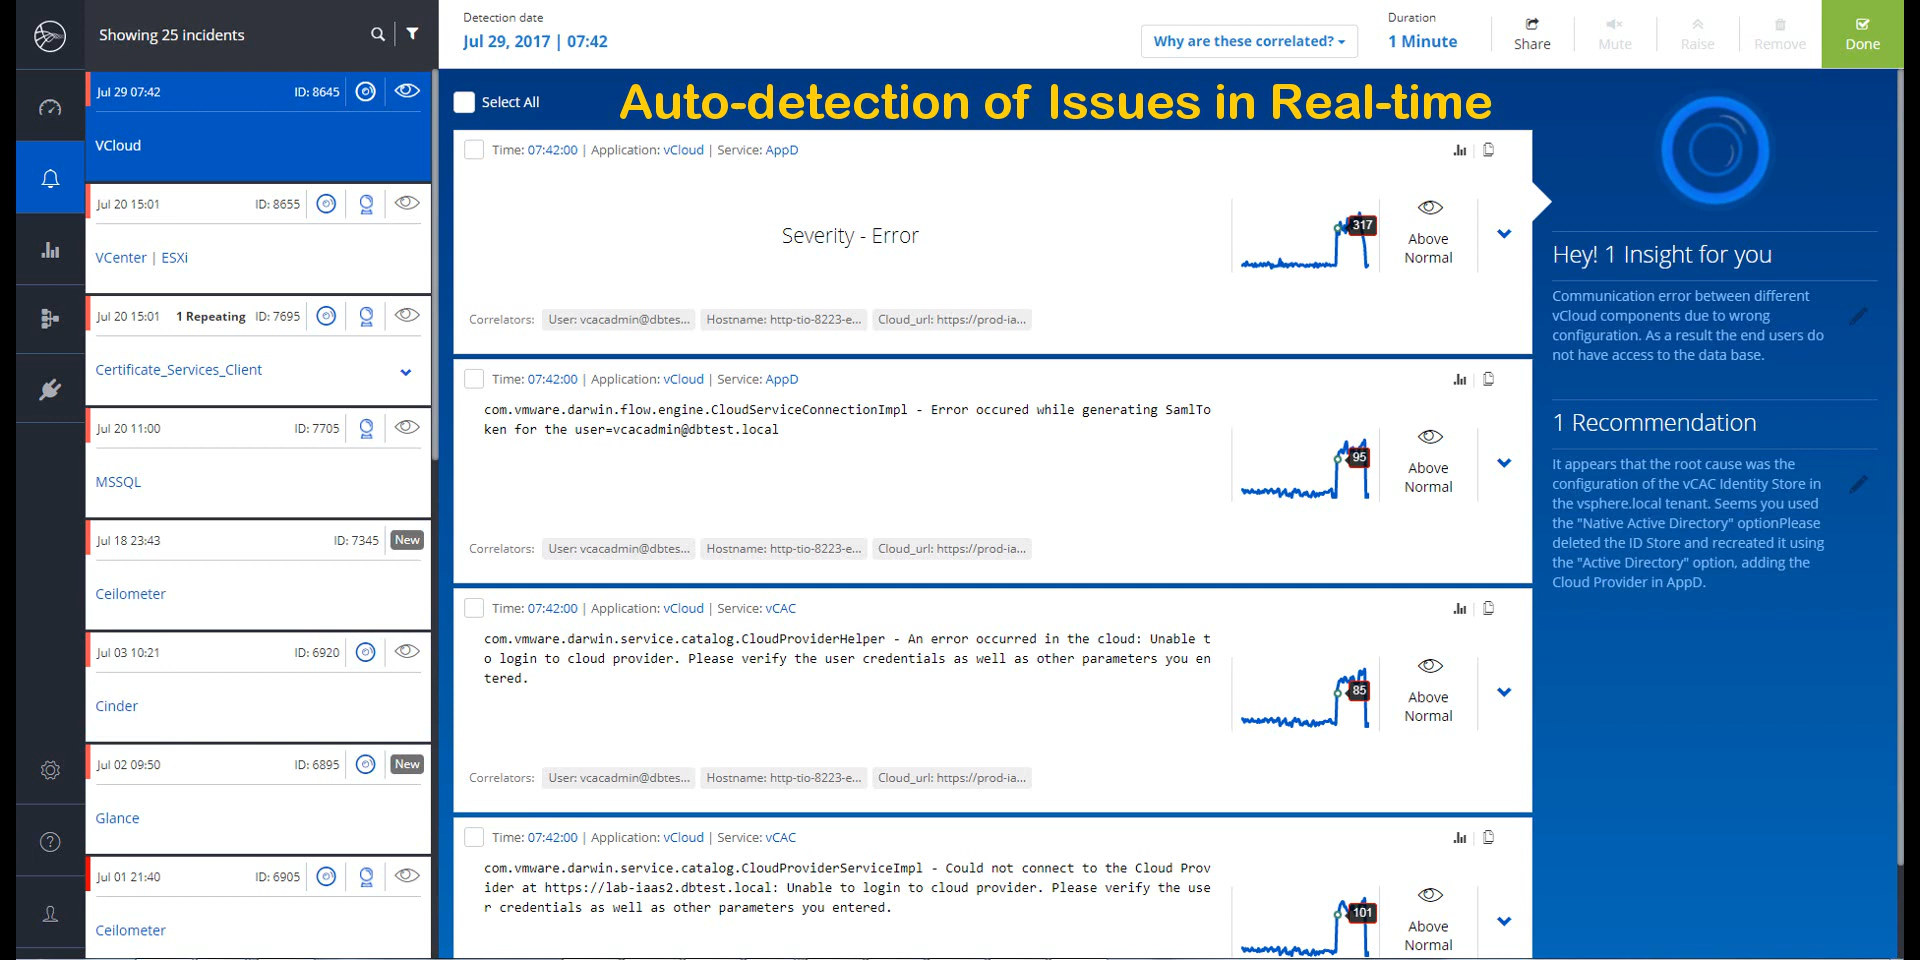 Showing 25 incidents
Detection date
Jul 29, 2017 | 07:42
Why are these correlated?
Duration
1 Minute
Share
Mute
Raise
Remove
Done
Jul 29 07:42 ID: 8645
VCloud
Jul 20 15:01 ID: 8655
VCenter | ESXi
Jul 20 15:01 1 Repeating ID: 7695
Certificate_Services_Client
Jul 20 11:00 ID: 7705
MSSQL
Jul 18 23:43 ID: 7345 New
Ceilometer
Jul 03 10:21 ID: 6920
Cinder
Jul 02 09:50 ID: 6895 New
Glance
Jul 01 21:40 ID: 6905
Ceilometer
Select All
Auto-detection of Issues in Real-time
Time: 07:42:00 | Application: vCloud | Service: AppD
Severity - Error
317
Above
Normal
Correlators: User: vcacadmin@dbtes... Hostname: http-tio-8223-e... Cloud_url: https://prod-ia...
Time: 07:42:00 | Application: vCloud | Service: AppD
com.vmware.darwin.flow.engine.CloudServiceConnectionImpl - Error occured while generating SamlTo
ken for the user=vcacadmin@dbtest.local
95
Above
Normal
Correlators: User: vcacadmin@dbtes... Hostname: http-tio-8223-e... Cloud_url: https://prod-ia...
Time: 07:42:00 | Application: vCloud | Service: vCAC
com.vmware.darwin.service.catalog.CloudProviderHelper - An error occurred in the cloud: Unable t
o login to cloud provider. Please verify the user credentials as well as other parameters you en
tered.
85
Above
Normal
Correlators: User: vcacadmin@dbtes... Hostname: http-tio-8223-e... Cloud_url: https://prod-ia...
Time: 07:42:00 | Application: vCloud | Service: vCAC
com.vmware.darwin.service.catalog.CloudProviderServiceImpl - Could not connect to the Cloud Prov
ider at https://lab-iaas2.dbtest.local: Unable to login to cloud provider. Please verify the use
r credentials as well as other parameters you entered.
101
Above
Normal
Hey! 1 Insight for you
Communication error between different
vCloud components due to wrong
configuration. As a result the end users do
not have access to the data base.
1 Recommendation
It appears that the root cause was the
configuration of the vCAC Identity Store in
the vsphere.local tenant. Seems you used
the "Native Active Directory" optionPlease
deleted the ID Store and recreated it using
the "Active Directory" option, adding the
Cloud Provider in AppD.